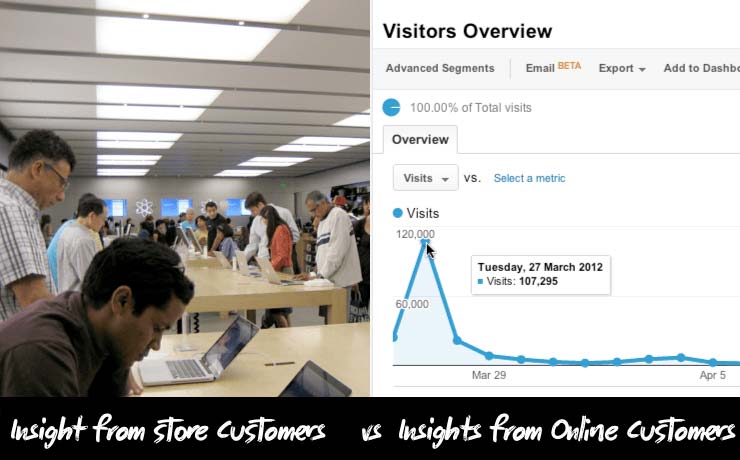 Visitors Overview
Advanced Segments Email BETA Export Add to Dashbo
100.00% of Total visits
Overview
Visits VS. Select a metric
Visits
120,000
Tuesday, 27 March 2012
Visits: 107,295
60,000
Mar 29 Apr 5
Insight from store customers vs Insights from Online customers